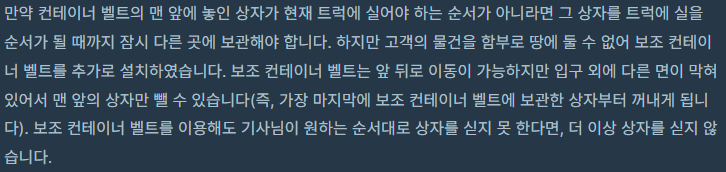 만약 컨테이너 벨트의 맨 앞에 놓인 상자가 현재 트럭에 실어야 하는 순서가 아니라면 그 상자를 트럭에 실을
순서가 될 때까지 잠시 다른 곳에 보관해야 합니다. 하지만 고객의 물건을 함부로 땅에 둘 수 없어 보조 컨테이
너 벨트를 추가로 설치하였습니다. 보조 컨테이너 벨트는 앞 뒤로 이동이 가능하지만 입구 외에 다른 면이 막혀
있어서 맨 앞의 상자만 뺄 수 있습니다(즉, 가장 마지막에 보조 컨테이너 벨트에 보관한 상자부터 꺼내게 됩니
다). 보조 컨테이너 벨트를 이용해도 기사님이 원하는 순서대로 상자를 싣지 못 한다면, 더 이상 상자를 싣지 않
습니다.